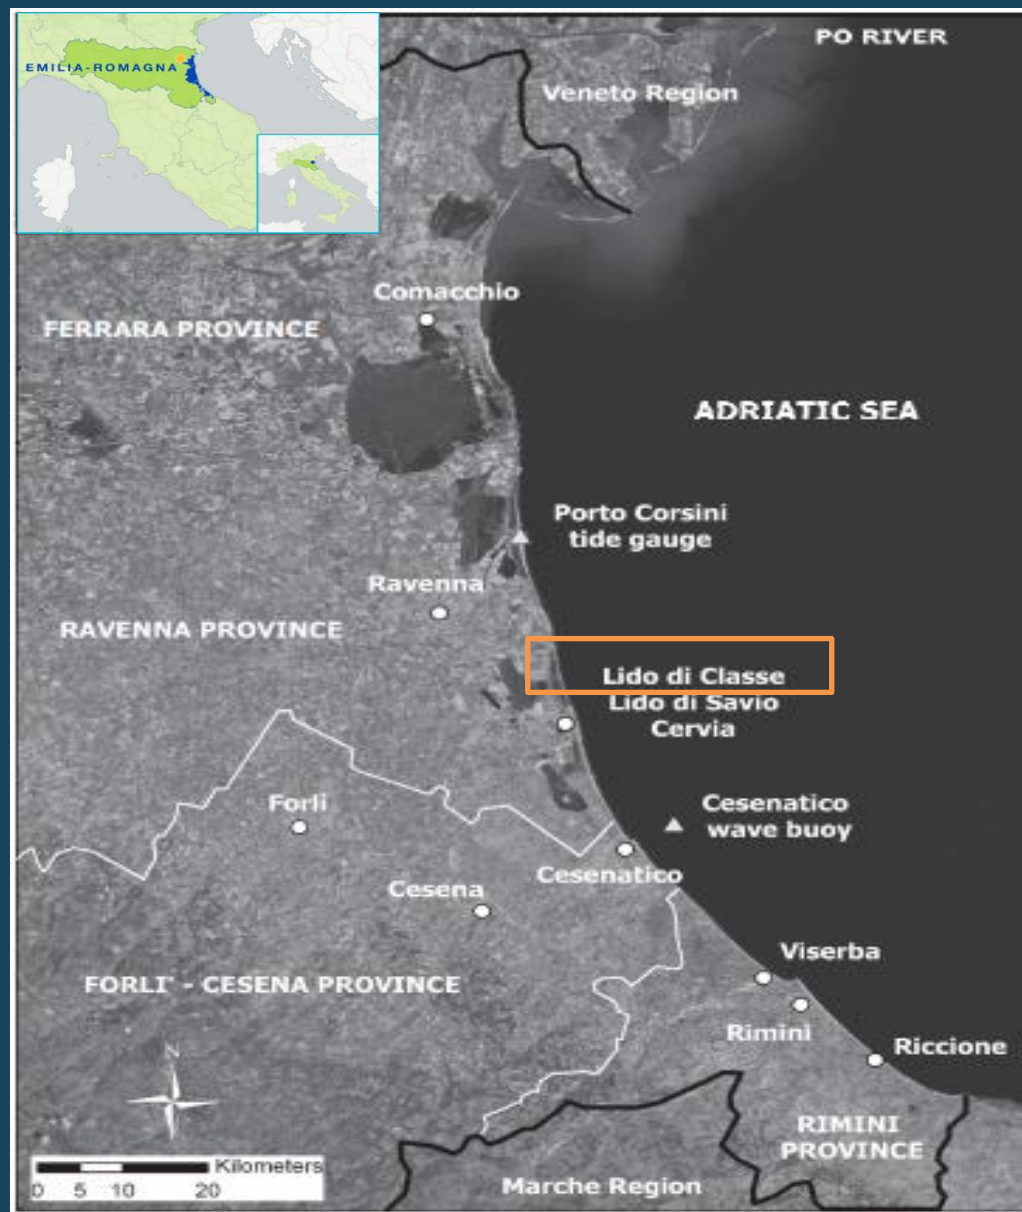 EMILIA-ROMAGNA
PO RIVER
Veneto Region
Comacchio
FERRARA PROVINCE
ADRIATIC SEA
Porto Corsini
tide gauge
Ravenna
RAVENNA PROVINCE
Lido di Classe
Lido di Savio
Cervia
Forlì
Cesenatico
wave buoy
Cesenatico
Cesena
Viserba
FORLI' - CESENA PROVINCE
Rimini
Riccione
N
RIMINI
PROVINCE
Kilometers
0 5 10 20
Marche Region